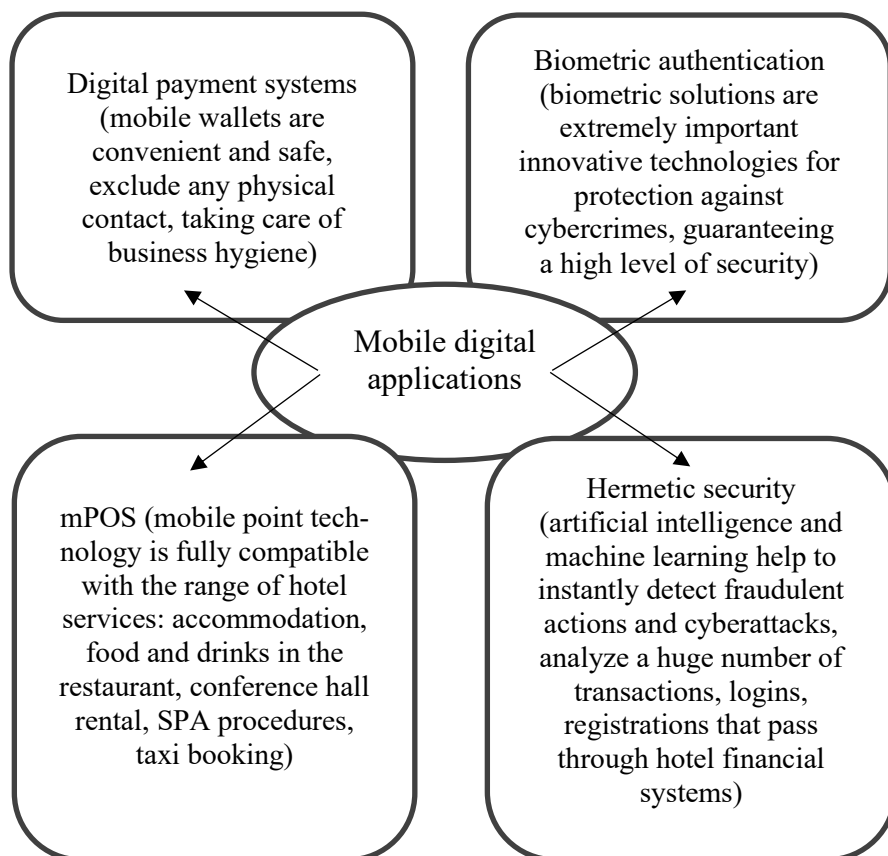 Digital payment systems
(mobile wallets are
convenient and safe,
exclude any physical
contact, taking care of
business hygiene)
Biometric authentication
(biometric solutions are
extremely important
innovative technologies for
protection against
cybercrimes, guaranteeing
a high level of security)
Mobile digital
applications
mPOS (mobile point tech-
nology is fully compatible
with the range of hotel
services: accommodation,
food and drinks in the
restaurant, conference hall
rental, SPA procedures,
taxi booking)
Hermetic security
(artificial intelligence and
machine learning help to
instantly detect fraudulent
actions and cyberattacks,
analyze a huge number of
transactions, logins,
registrations that pass
through hotel financial
systems)